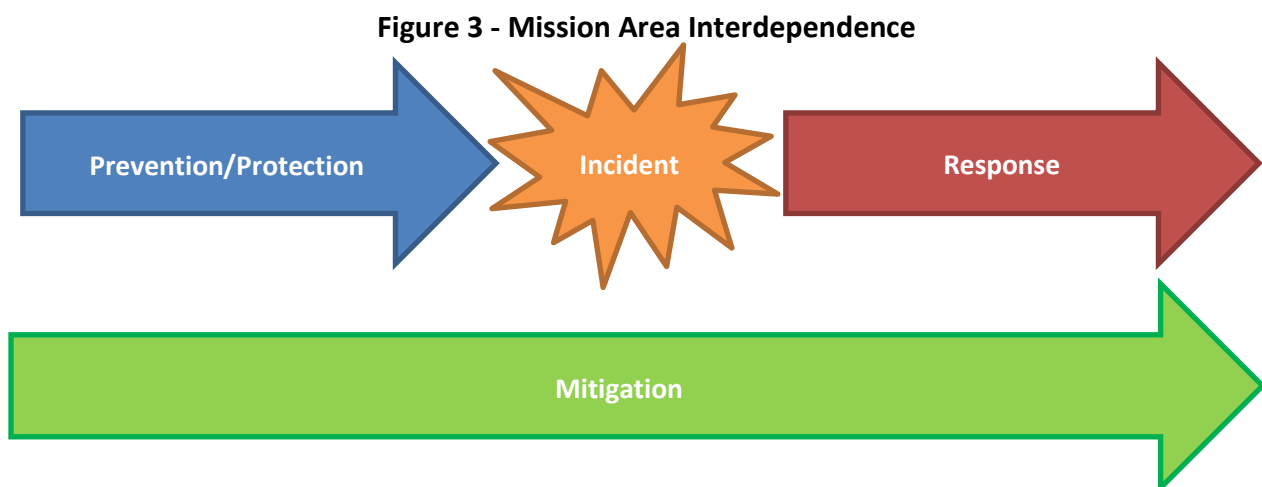 Figure 3 - Mission Area Interdependence
Prevention/Protection
Incident
Response
Mitigation